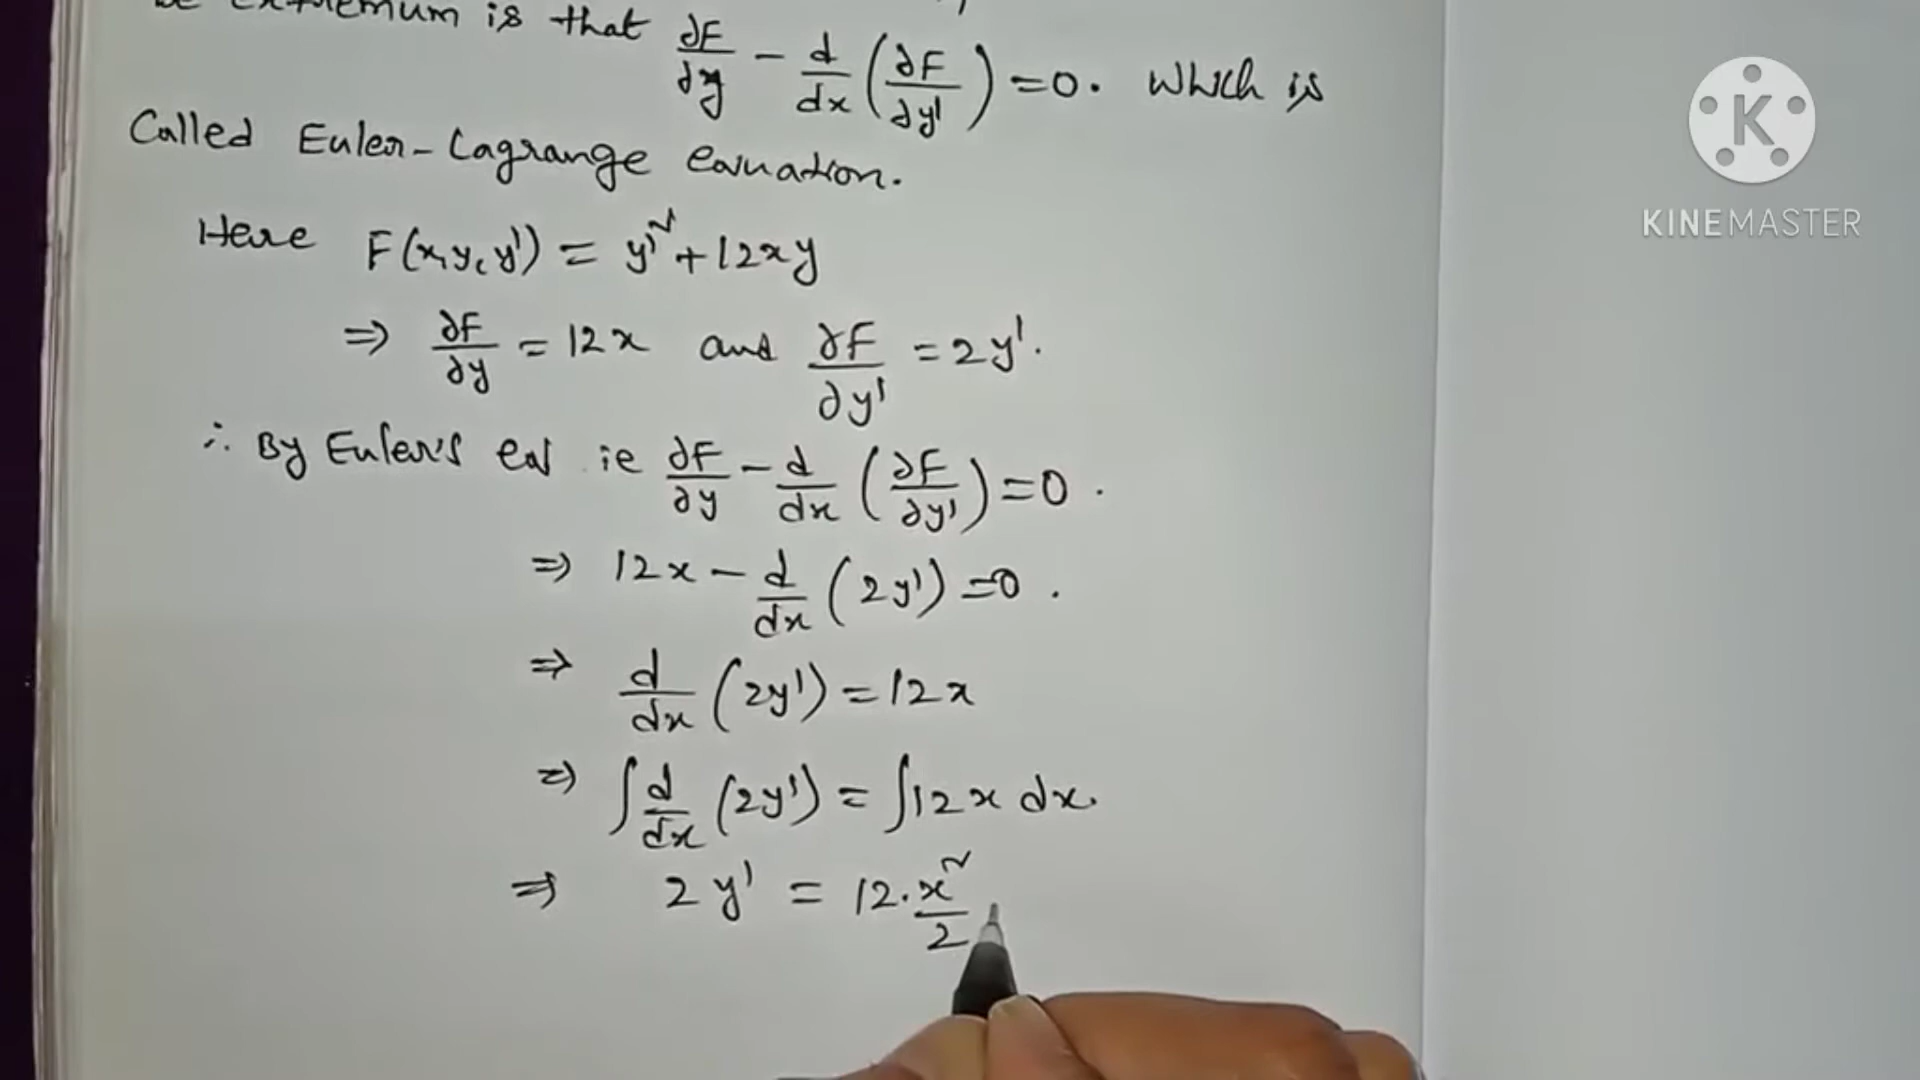 be extremum is that ∂F/∂y − d/dx (∂F/∂y') = 0. Which is
Called Euler-Lagrange equation.
Here F(x, y, y') = y'² + 12xy
⇒ ∂F/∂y = 12x and ∂F/∂y' = 2y'.
∴ By Euler's eq ie ∂F/∂y − d/dx (∂F/∂y') = 0.
⇒ 12x − d/dx (2y') = 0.
⇒ d/dx (2y') = 12x
⇒ ∫ d/dx (2y') = ∫ 12x dx.
⇒ 2y' = 12. x²/2
K
KINEMASTER